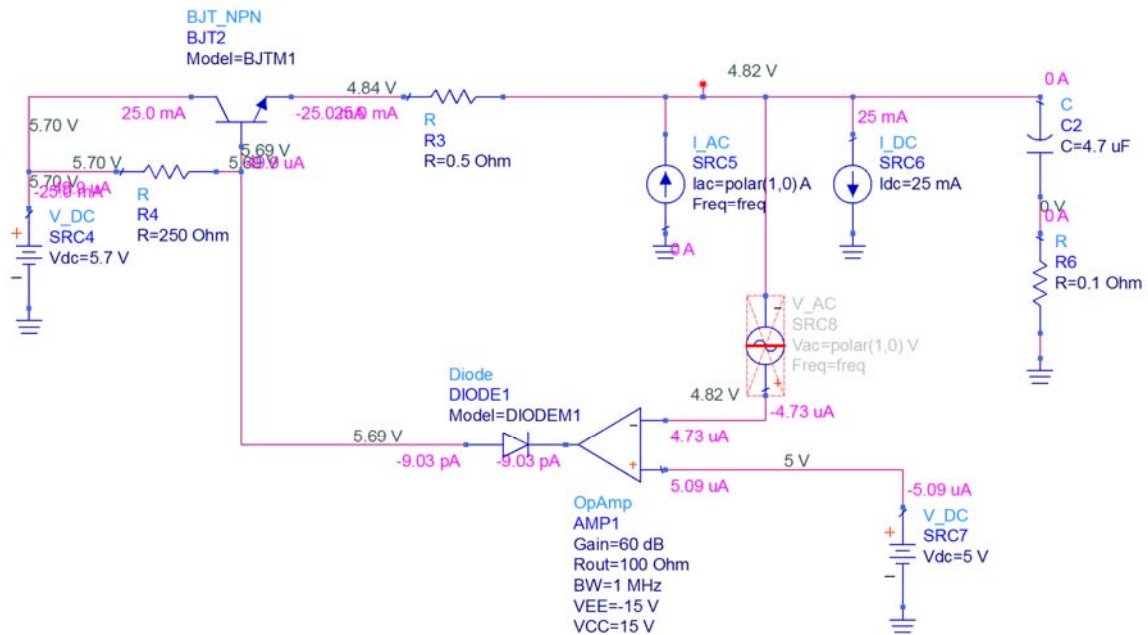 BJT_NPN
BJT2
Model=BJTM1
4.84 V
4.82 V
0 A
25.0 mA
25 mA
5.70 V
R
R3
R=0.5 Ohm
I_AC
SRC5
Iac=polar(1,0) A
Freq=freq
0 A
I_DC
SRC6
Idc=25 mA
C
C2
C=4.7 uF
5.69 V
5.70 V
5.70 V
R
R4
R=250 Ohm
V_DC
SRC4
Vdc=5.7 V
+
−
0 V
0 A
R
R6
R=0.1 Ohm
−
V_AC
SRC8
Vac=polar(1,0) V
Freq=freq
+
Diode
DIODE1
Model=DIODEM1
4.82 V
-4.73 uA
4.73 uA
5.69 V
-9.03 pA
-9.03 pA
−
+
5 V
5.09 uA
-5.09 uA
OpAmp
AMP1
Gain=60 dB
Rout=100 Ohm
BW=1 MHz
VEE=-15 V
VCC=15 V
V_DC
SRC7
Vdc=5 V
+
−